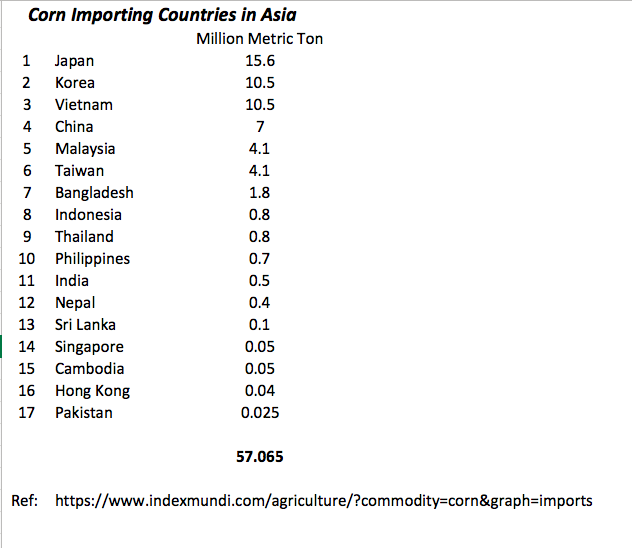 Corn Importing Countries in Asia
Million Metric Ton
1 Japan 15.6
2 Korea 10.5
3 Vietnam 10.5
4 China 7
5 Malaysia 4.1
6 Taiwan 4.1
7 Bangladesh 1.8
8 Indonesia 0.8
9 Thailand 0.8
10 Philippines 0.7
11 India 0.5
12 Nepal 0.4
13 Sri Lanka 0.1
14 Singapore 0.05
15 Cambodia 0.05
16 Hong Kong 0.04
17 Pakistan 0.025
57.065
Ref: https://www.indexmundi.com/agriculture/?commodity=corn&graph=imports